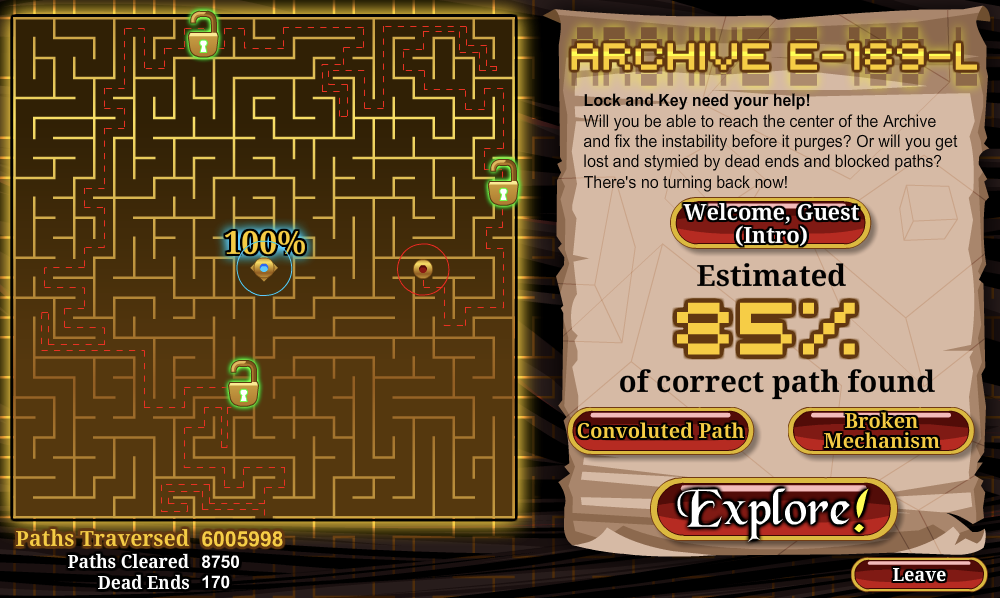 ARCHIVE E-189-L
Lock and Key need your help!
Will you be able to reach the center of the Archive
and fix the instability before it purges? Or will you get
lost and stymied by dead ends and blocked paths?
There's no turning back now!
Welcome, Guest
(Intro)
100%
Estimated
85%
of correct path found
Convoluted Path
Broken
Mechanism
Explore!
Paths Traversed 6005998
Paths Cleared 8750
Dead Ends 170
Leave